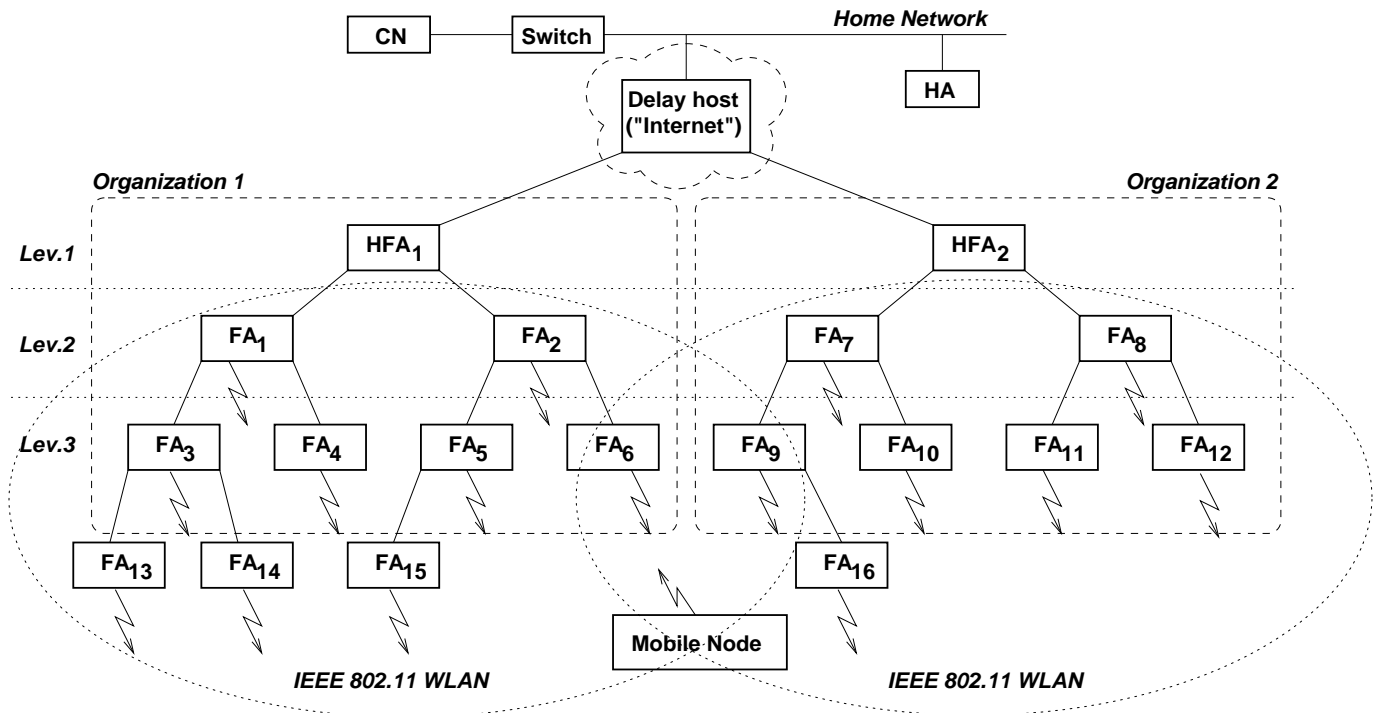 Home Network
CN
Switch
HA
Delay host
("Internet")
Organization 1
Organization 2
Lev.1
HFA1
HFA2
Lev.2
FA1
FA2
FA7
FA8
Lev.3
FA3
FA4
FA5
FA6
FA9
FA10
FA11
FA12
FA13
FA14
FA15
FA16
Mobile Node
IEEE 802.11 WLAN
IEEE 802.11 WLAN